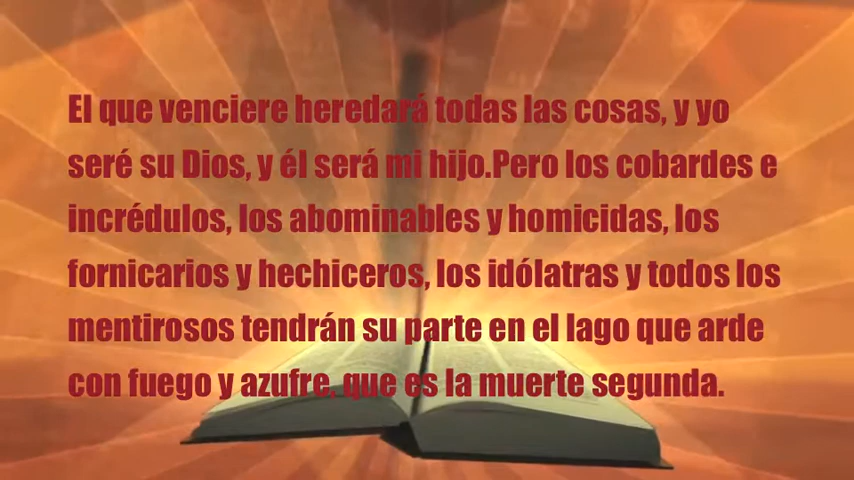 El que venciere heredará todas las cosas, y yo
seré su Dios, y él será mi hijo.Pero los cobardes e
incrédulos, los abominables y homicidas, los
fornicarios y hechiceros, los idólatras y todos los
mentirosos tendrán su parte en el lago que arde
con fuego y azufre, que es la muerte segunda.